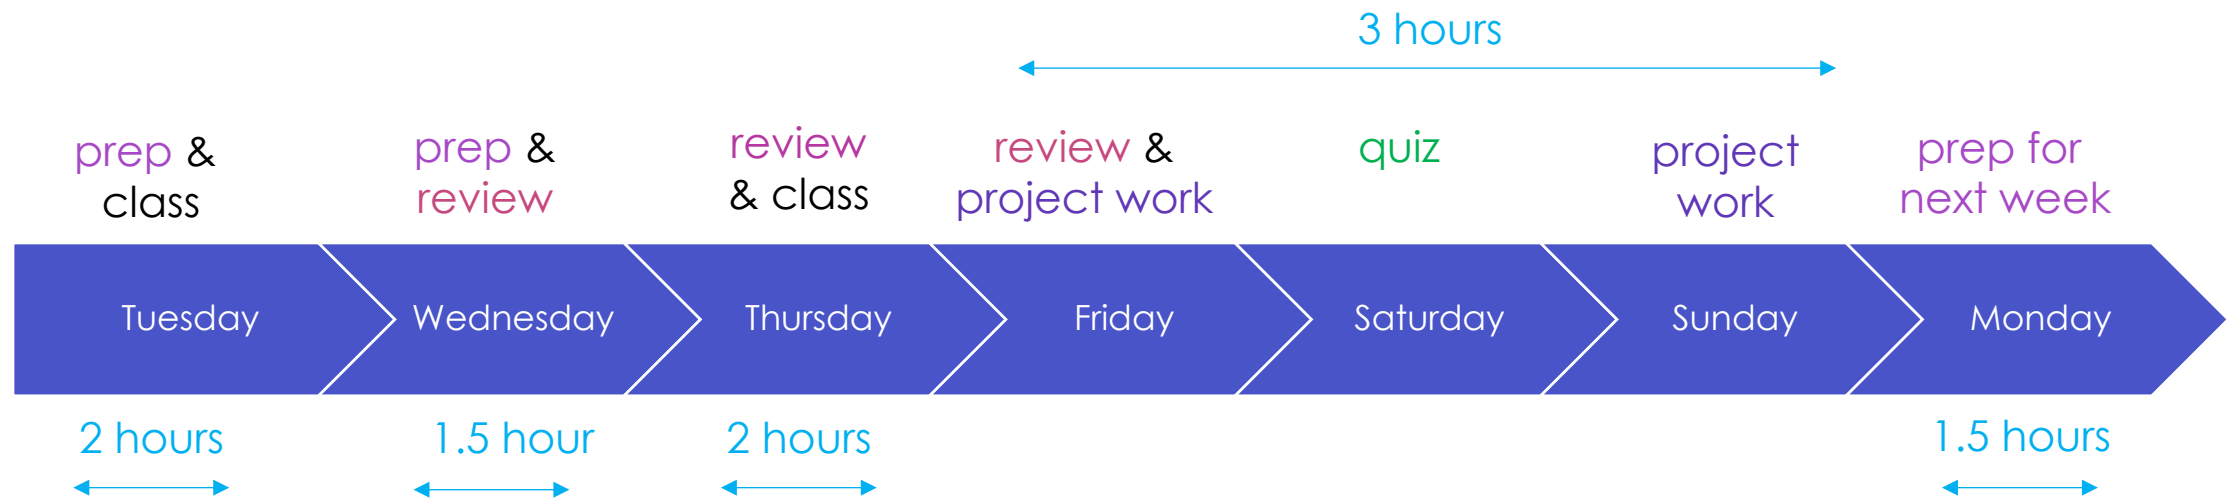 3 hours
prep &
class
prep &
review
review
& class
review &
project work
quiz
project
work
prep for
next week
Tuesday
Wednesday
Thursday
Friday
Saturday
Sunday
Monday
2 hours
1.5 hour
2 hours
1.5 hours